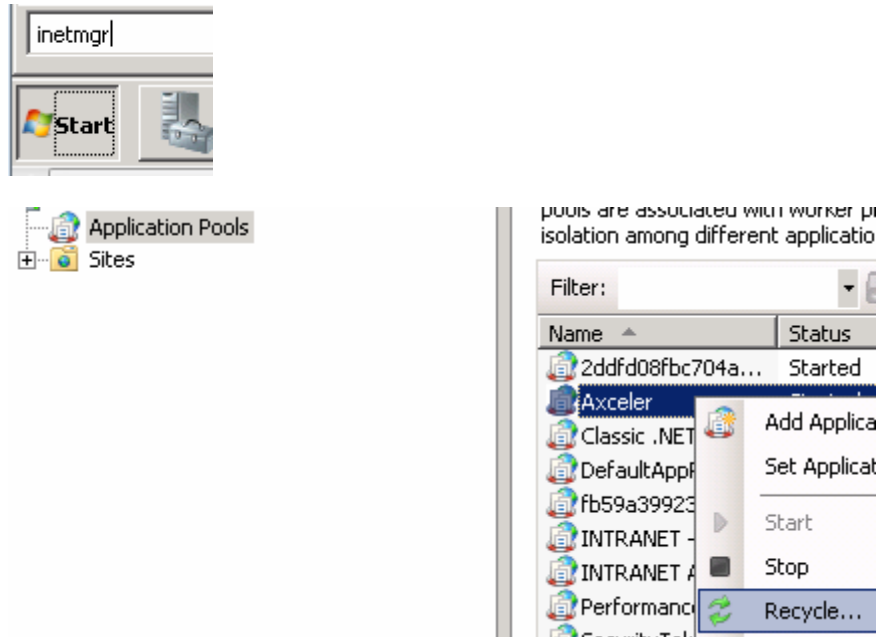 inetmgr
Start
Application Pools
Sites
pools are associated with worker p
isolation among different applicatio
Filter:
Name Status
2ddfd08fbc704a... Started
Axceler
Classic .NET
DefaultAppP
fb59a39923
INTRANET -
INTRANET A
Performanc
Add Applica
Set Applicat
Start
Stop
Recycle...